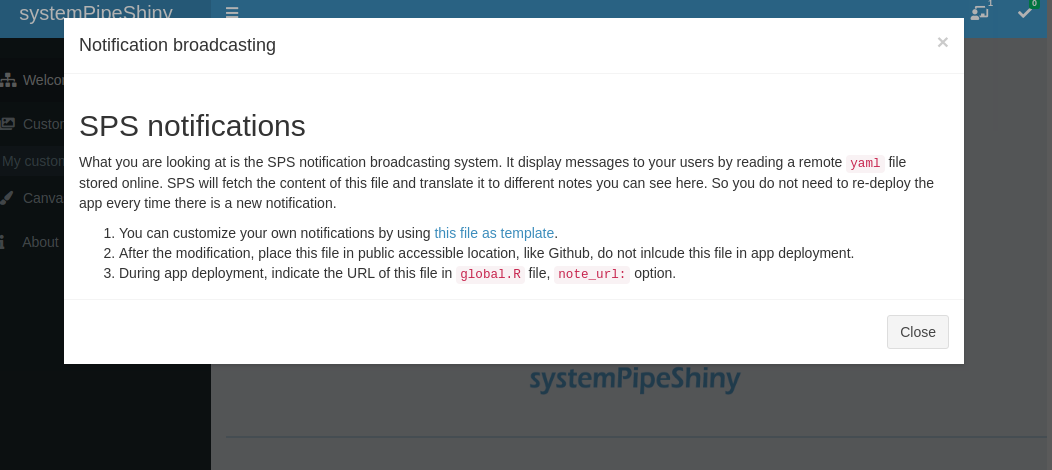 systemPipeShiny
1
0
Notification broadcasting
×
Welcom
Custo
My custom
Canva
About
SPS notifications
What you are looking at is the SPS notification broadcasting system. It display messages to your users by reading a remote yaml file
stored online. SPS will fetch the content of this file and translate it to different notes you can see here. So you do not need to re-deploy the
app every time there is a new notification.
1. You can customize your own notifications by using this file as template.
2. After the modification, place this file in public accessible location, like Github, do not inlcude this file in app deployment.
3. During app deployment, indicate the URL of this file in global.R file, note_url: option.
Close
systemPipeShiny